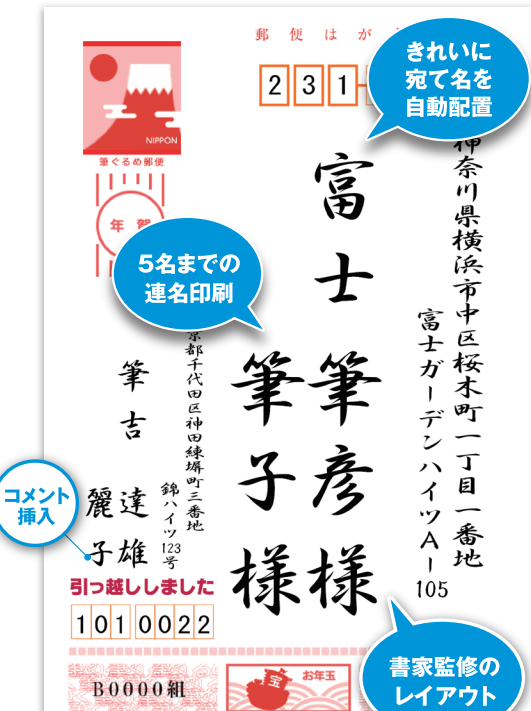 郵便はが
きれいに
宛て名を
自動配置
231-
NIPPON
筆ぐるめ郵便
年賀
神奈川県横浜市中区桜木町一丁目一番地
富士ガーデンハイツA-105
富士 筆彦様
筆子様
5名までの
連名印刷
京都千代田区神田練塀町三番地
錦ハイツ123号
筆吉 達雄
麗子
コメント
挿入
引っ越ししました
1010022
B0000組
宝
お年玉
書家監修の
レイアウト